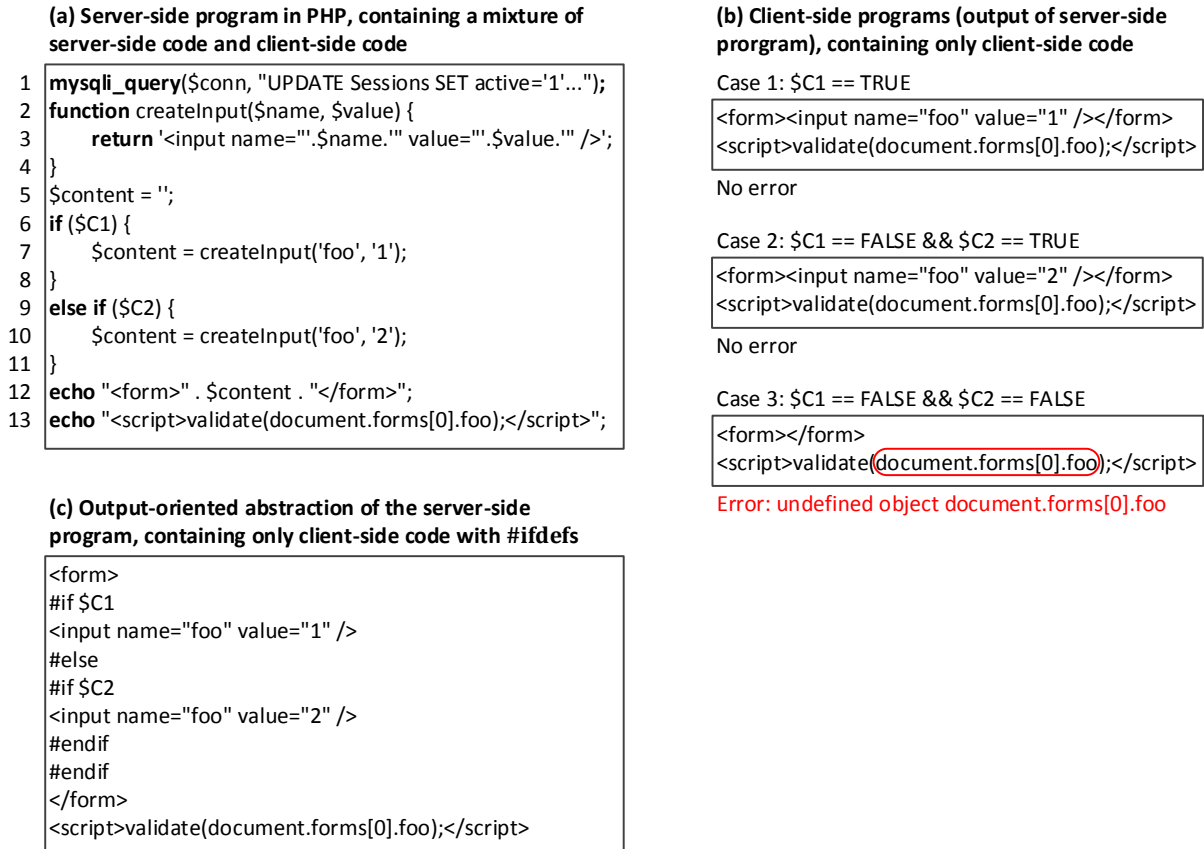 (a) Server-side program in PHP, containing a mixture of
server-side code and client-side code
1 mysqli_query($conn, "UPDATE Sessions SET active='1'...");
2 function createInput($name, $value) {
3 return '<input name="'.$name.'" value="'.$value.'" />';
4 }
5 $content = '';
6 if ($C1) {
7 $content = createInput('foo', '1');
8 }
9 else if ($C2) {
10 $content = createInput('foo', '2');
11 }
12 echo "<form>" . $content . "</form>";
13 echo "<script>validate(document.forms[0].foo);</script>";
(b) Client-side programs (output of server-side
prorgram), containing only client-side code
Case 1: $C1 == TRUE
<form><input name="foo" value="1" /></form>
<script>validate(document.forms[0].foo);</script>
No error
Case 2: $C1 == FALSE && $C2 == TRUE
<form><input name="foo" value="2" /></form>
<script>validate(document.forms[0].foo);</script>
No error
Case 3: $C1 == FALSE && $C2 == FALSE
<form></form>
<script>validate(document.forms[0].foo);</script>
Error: undefined object document.forms[0].foo
(c) Output-oriented abstraction of the server-side
program, containing only client-side code with #ifdefs
<form>
#if $C1
<input name="foo" value="1" />
#else
#if $C2
<input name="foo" value="2" />
#endif
#endif
</form>
<script>validate(document.forms[0].foo);</script>